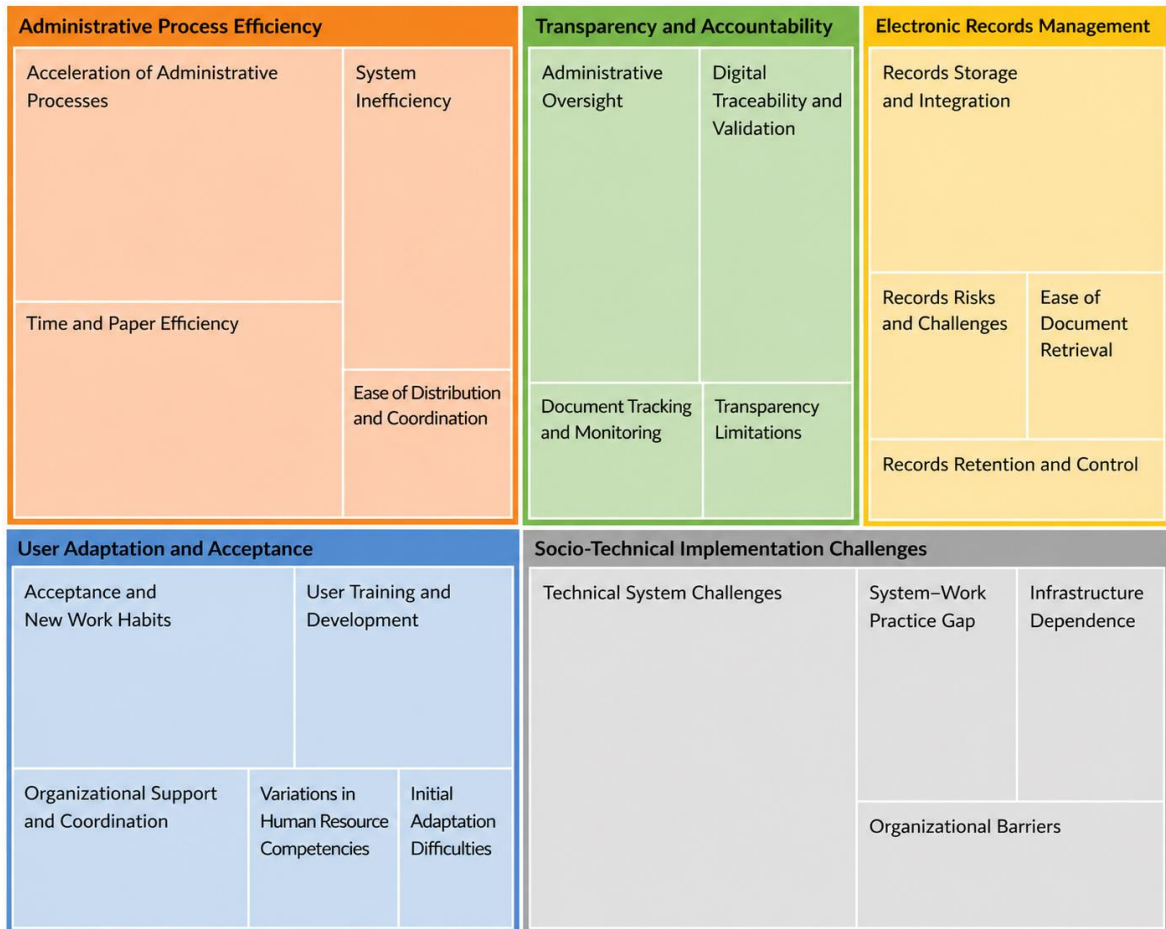 Administrative Process Efficiency
Acceleration of Administrative
Processes
System
Inefficiency
Time and Paper Efficiency
Ease of Distribution
and Coordination
Transparency and Accountability
Administrative
Oversight
Digital
Traceability and
Validation
Document Tracking
and Monitoring
Transparency
Limitations
Electronic Records Management
Records Storage
and Integration
Records Risks
and Challenges
Ease of
Document
Retrieval
Records Retention and Control
User Adaptation and Acceptance
Acceptance and
New Work Habits
User Training and
Development
Organizational Support
and Coordination
Variations in
Human Resource
Competencies
Initial
Adaptation
Difficulties
Socio-Technical Implementation Challenges
Technical System Challenges
System–Work
Practice Gap
Infrastructure
Dependence
Organizational Barriers